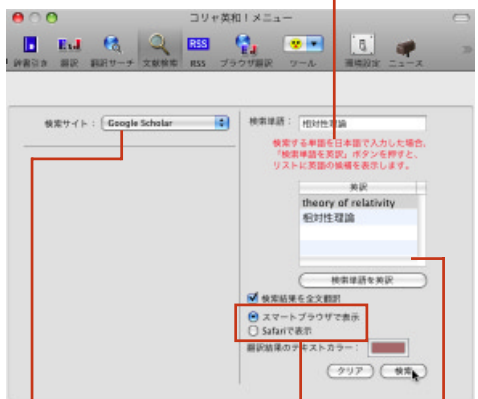 コリャ英和！メニュー
辞書引き 翻訳 翻訳サーチ 文献検索 RSS ブラウザ翻訳 ツール 環境設定 ニュース
検索サイト： Google Scholar
検索単語： 相対性理論
検索する単語を日本語で入力した場合、
「検索単語を英訳」ボタンを押すと、
リストに英語の候補を表示します。
英訳
theory of relativity
相対性理論
検索単語を英訳
検索結果を全文翻訳
スマートブラウザで表示
Safariで表示
翻訳結果のテキストカラー：
クリア 検索